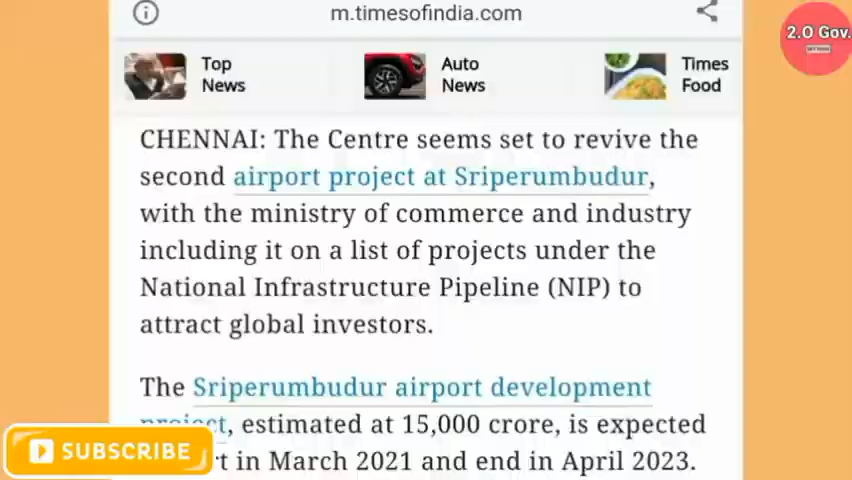 m.timesofindia.com
2.O Gov.
Top
News
Auto
News
Times
Food
CHENNAI: The Centre seems set to revive the
second airport project at Sriperumbudur,
with the ministry of commerce and industry
including it on a list of projects under the
National Infrastructure Pipeline (NIP) to
attract global investors.
The Sriperumbudur airport development
project, estimated at 15,000 crore, is expected
in March 2021 and end in April 2023.
SUBSCRIBE